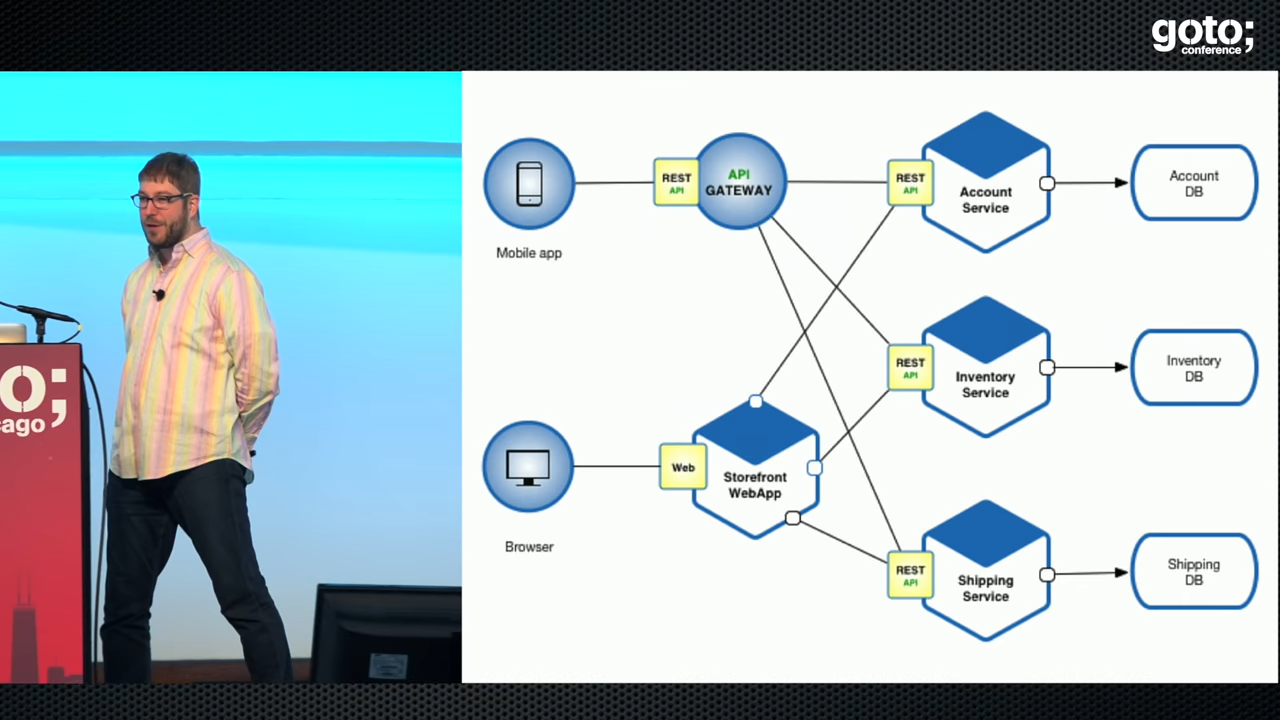 goto;
conference
o;
cago
Mobile app
REST
API
API
GATEWAY
REST
API
Account
Service
Account
DB
REST
API
Inventory
Service
Inventory
DB
Browser
Web
Storefront
WebApp
REST
API
Shipping
Service
Shipping
DB